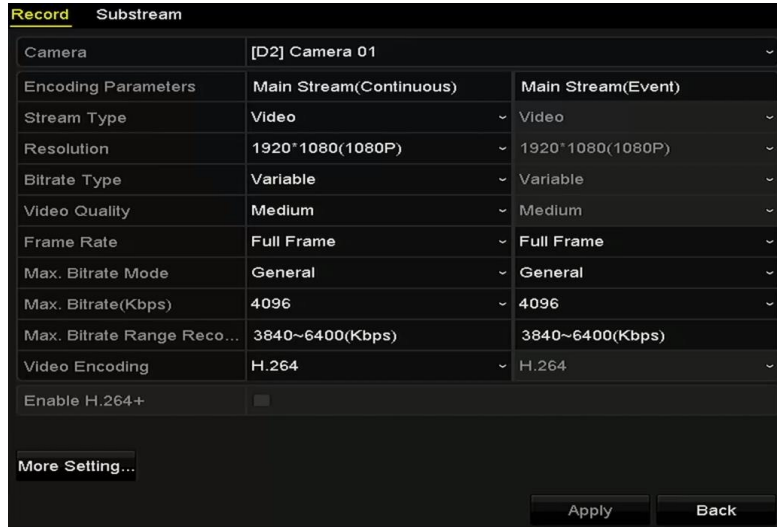 Record Substream
Camera [D2] Camera 01
Encoding Parameters Main Stream(Continuous) Main Stream(Event)
Stream Type Video Video
Resolution 1920*1080(1080P) 1920*1080(1080P)
Bitrate Type Variable Variable
Video Quality Medium Medium
Frame Rate Full Frame Full Frame
Max. Bitrate Mode General General
Max. Bitrate(Kbps) 4096 4096
Max. Bitrate Range Reco... 3840~6400(Kbps) 3840~6400(Kbps)
Video Encoding H.264 H.264
Enable H.264+
More Setting...
Apply Back